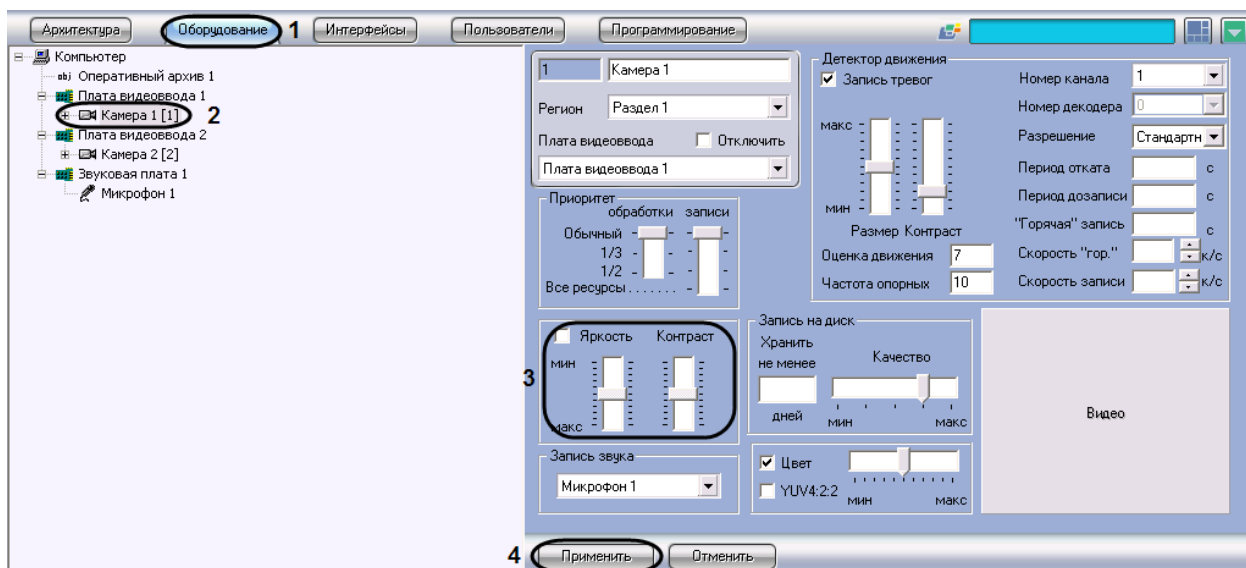 Архитектура Оборудование 1 Интерфейсы Пользователи Программирование
Компьютер
abj Оперативный архив 1
Плата видеоввода 1
Камера 1 [1] 2
Плата видеоввода 2
Камера 2 [2]
Звуковая плата 1
Микрофон 1
1 Камера 1
Регион Раздел 1
Плата видеоввода Отключить
Плата видеоввода 1
Приоритет
обработки записи
Обычный
1/3
1/2
Все ресурсы.......
3
Яркость Контраст
мин
макс
Запись звука
Микрофон 1
Детектор движения
Запись тревог
макс
мин
Размер Контраст
Оценка движения 7
Частота опорных 10
Номер канала 1
Номер декодера 0
Разрешение Стандартн
Период отката с
Период дозаписи с
"Горячая" запись с
Скорость "гор." к/с
Скорость записи к/с
Запись на диск
Хранить
не менее
дней
Качество
мин макс
Цвет
YUV4:2:2
мин макс
Видео
4 Применить Отменить